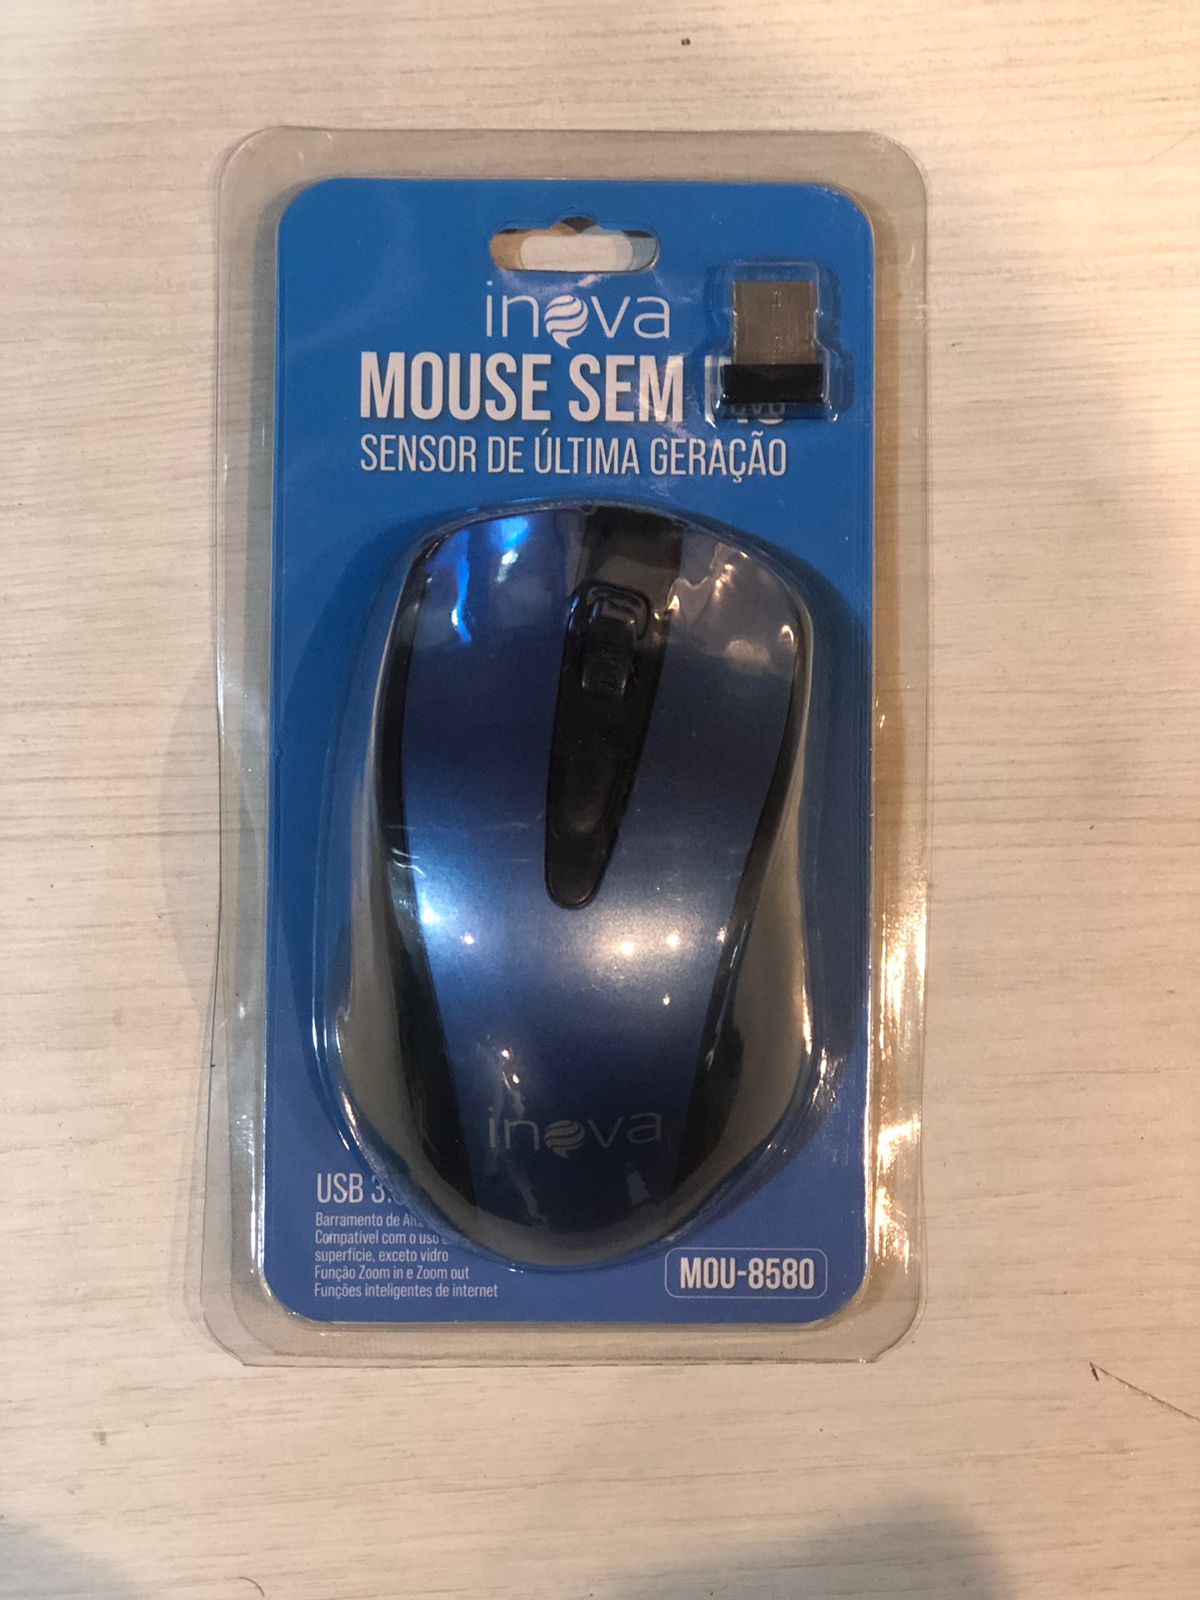 inova
MOUSE SEM
SENSOR DE ÚLTIMA GERAÇÃO
inova
USB 3.
Barramento de
Compatível com o uso
superfície, exceto vidro
Função Zoom in e Zoom out
Funções inteligentes de internet
MOU-8580